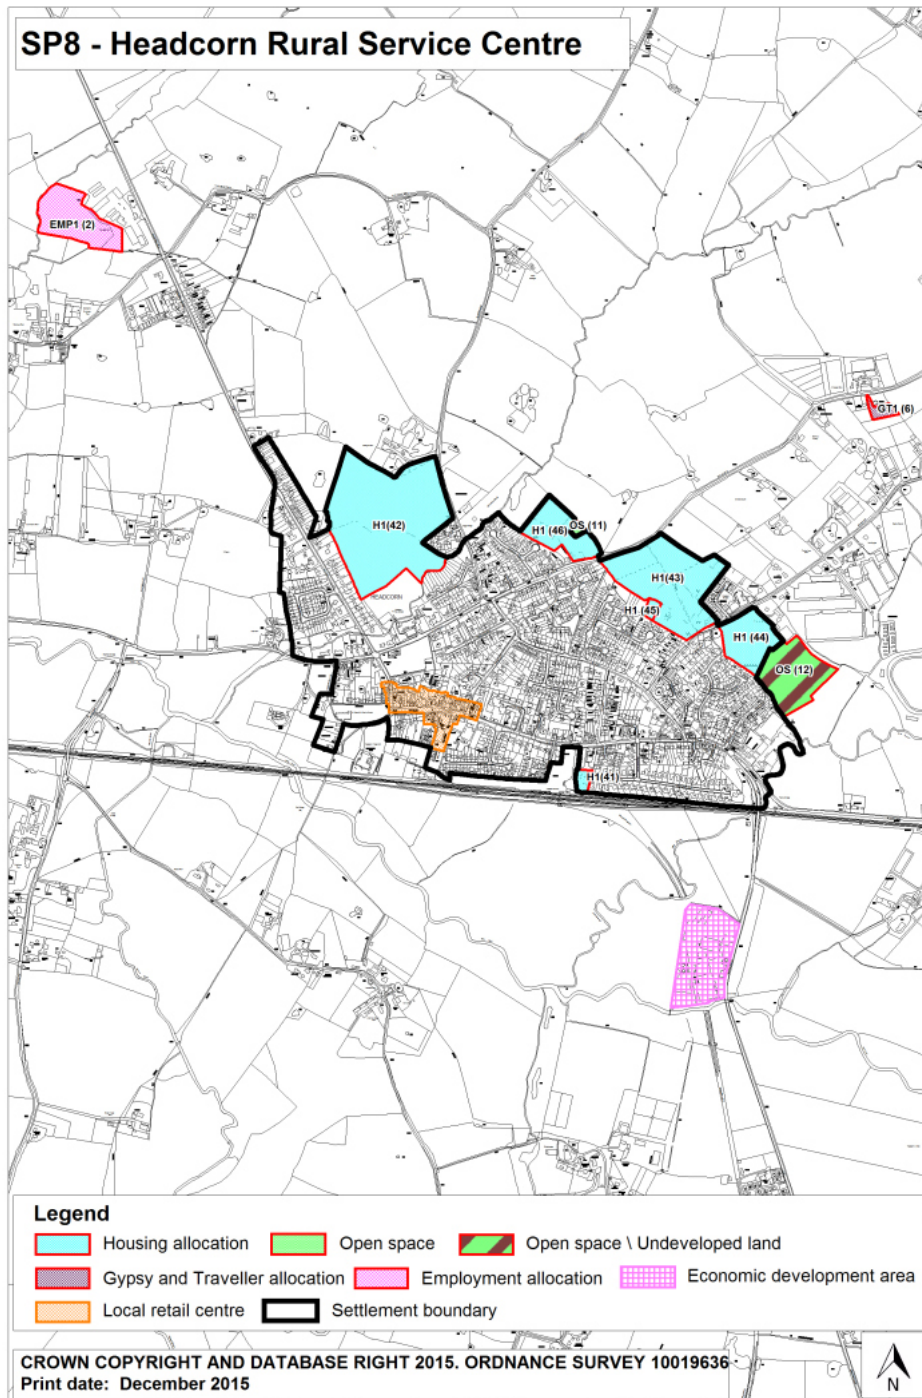 SP8 - Headcorn Rural Service Centre
EMP1 (2)
GT1 (6)
H1(42)
H1 (46)
OS (11)
H1(43)
HEADCORN
H1 (45)
H1 (44)
OS (12)
H1(41)
Legend
Housing allocation
Open space
Open space \ Undeveloped land
Gypsy and Traveller allocation
Employment allocation
Economic development area
Local retail centre
Settlement boundary
CROWN COPYRIGHT AND DATABASE RIGHT 2015. ORDNANCE SURVEY 10019636
Print date: December 2015
N